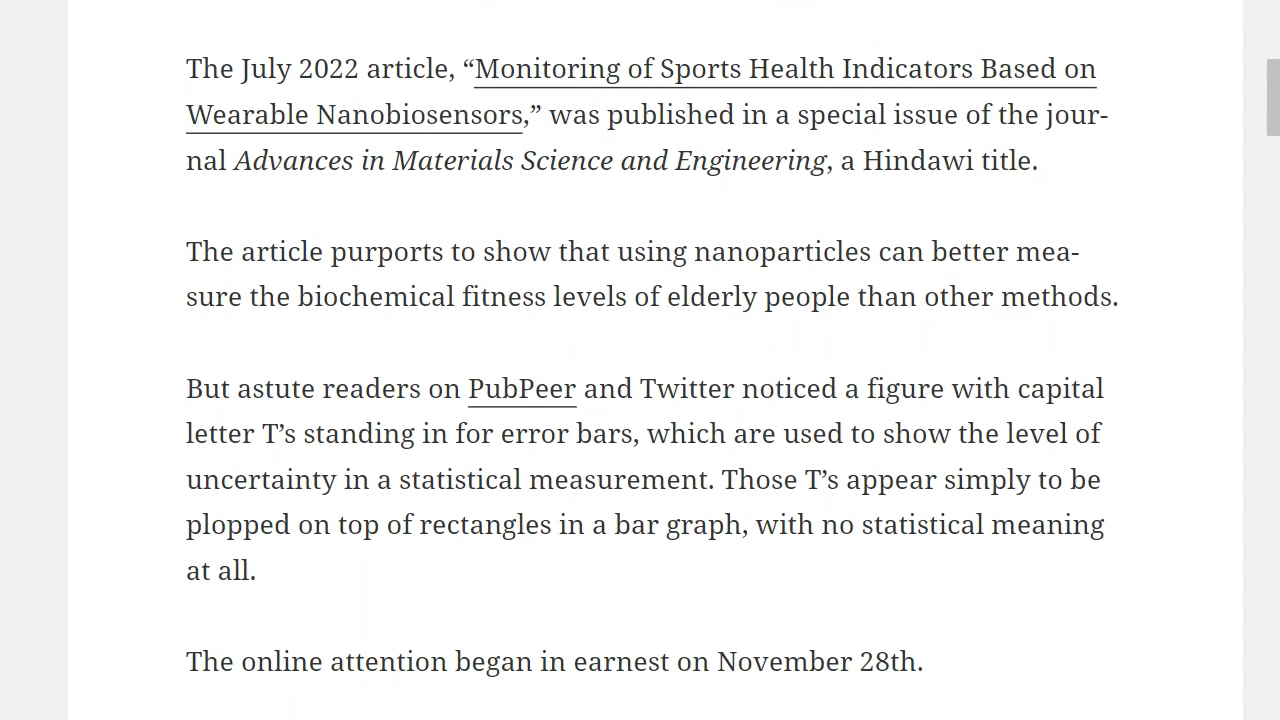 The July 2022 article, “Monitoring of Sports Health Indicators Based on
Wearable Nanobiosensors,” was published in a special issue of the jour-
nal Advances in Materials Science and Engineering, a Hindawi title.
The article purports to show that using nanoparticles can better mea-
sure the biochemical fitness levels of elderly people than other methods.
But astute readers on PubPeer and Twitter noticed a figure with capital
letter T’s standing in for error bars, which are used to show the level of
uncertainty in a statistical measurement. Those T’s appear simply to be
plopped on top of rectangles in a bar graph, with no statistical meaning
at all.
The online attention began in earnest on November 28th.